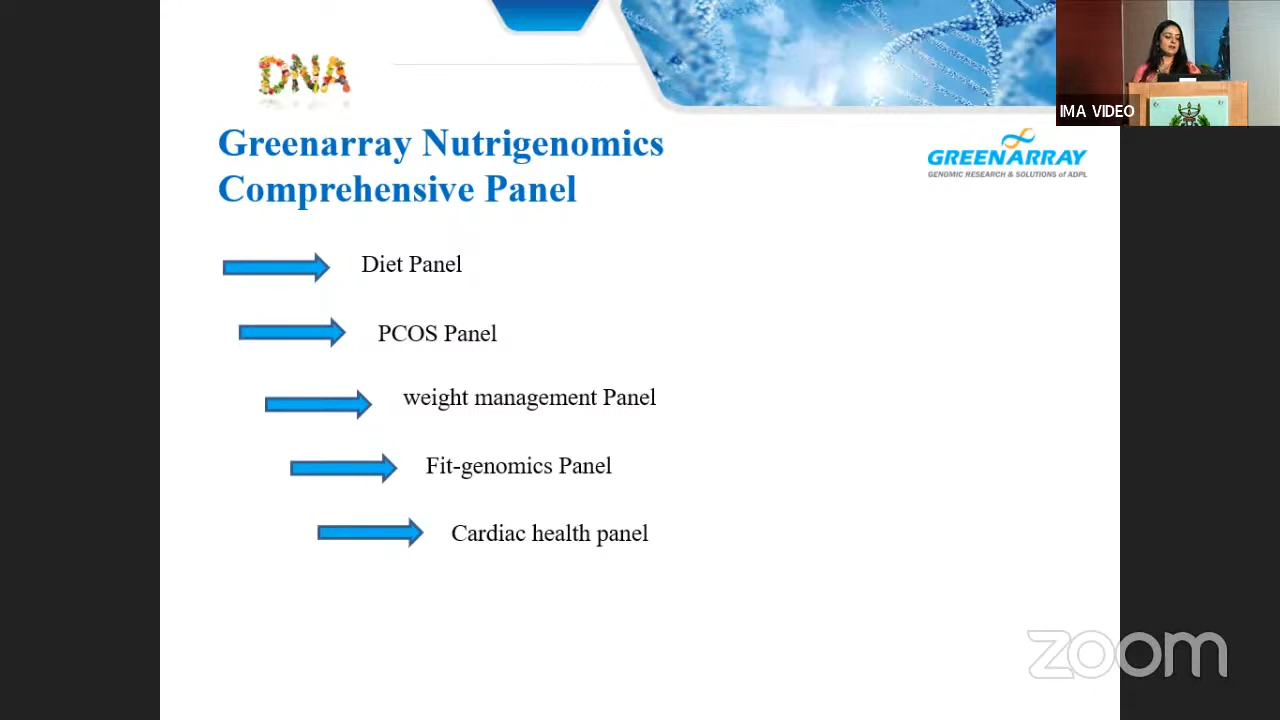 DNA
IMA VIDEO
Greenarray Nutrigenomics
Comprehensive Panel
GREENARRAY
GENOMIC RESEARCH & SOLUTIONS of ADPL
Diet Panel
PCOS Panel
weight management Panel
Fit-genomics Panel
Cardiac health panel
zoom